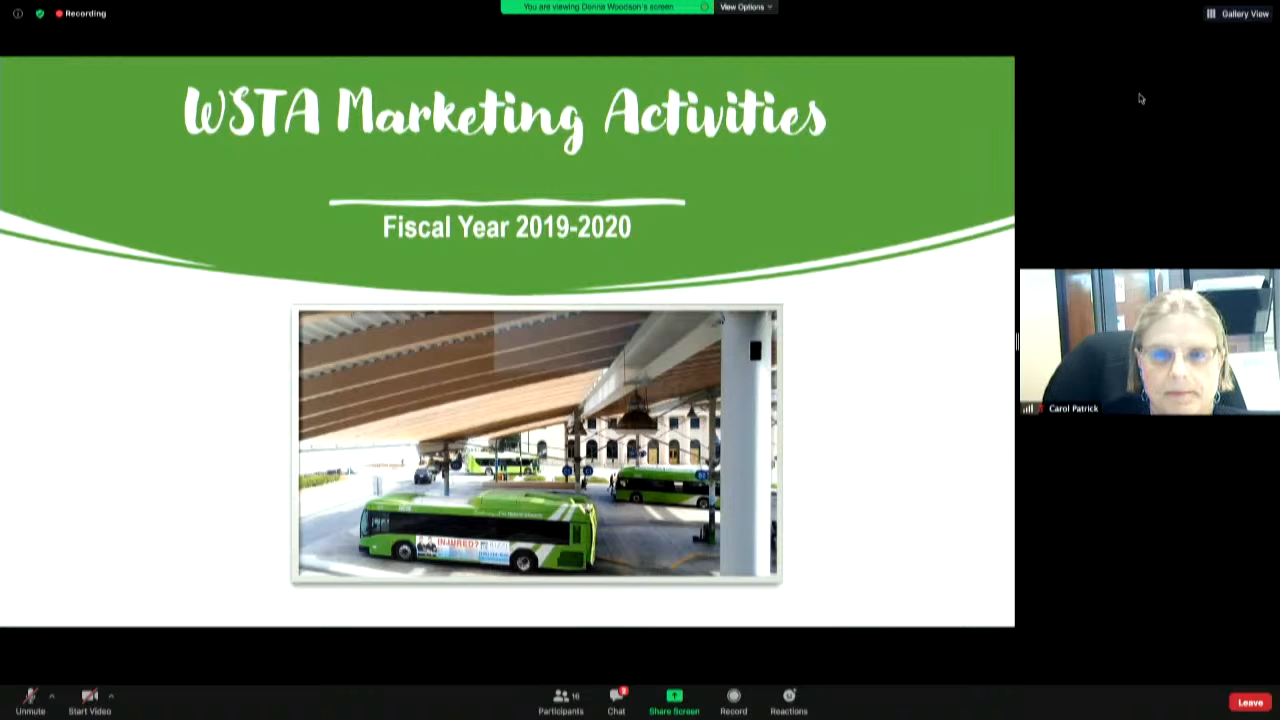 Recording
You are viewing Donna Woodson's screen
View Options
Gallery View
WSTA Marketing Activities
Fiscal Year 2019-2020
INJURED?
Carol Patrick
Unmute
Start Video
Participants
16
Chat
Share Screen
Record
Reactions
Leave